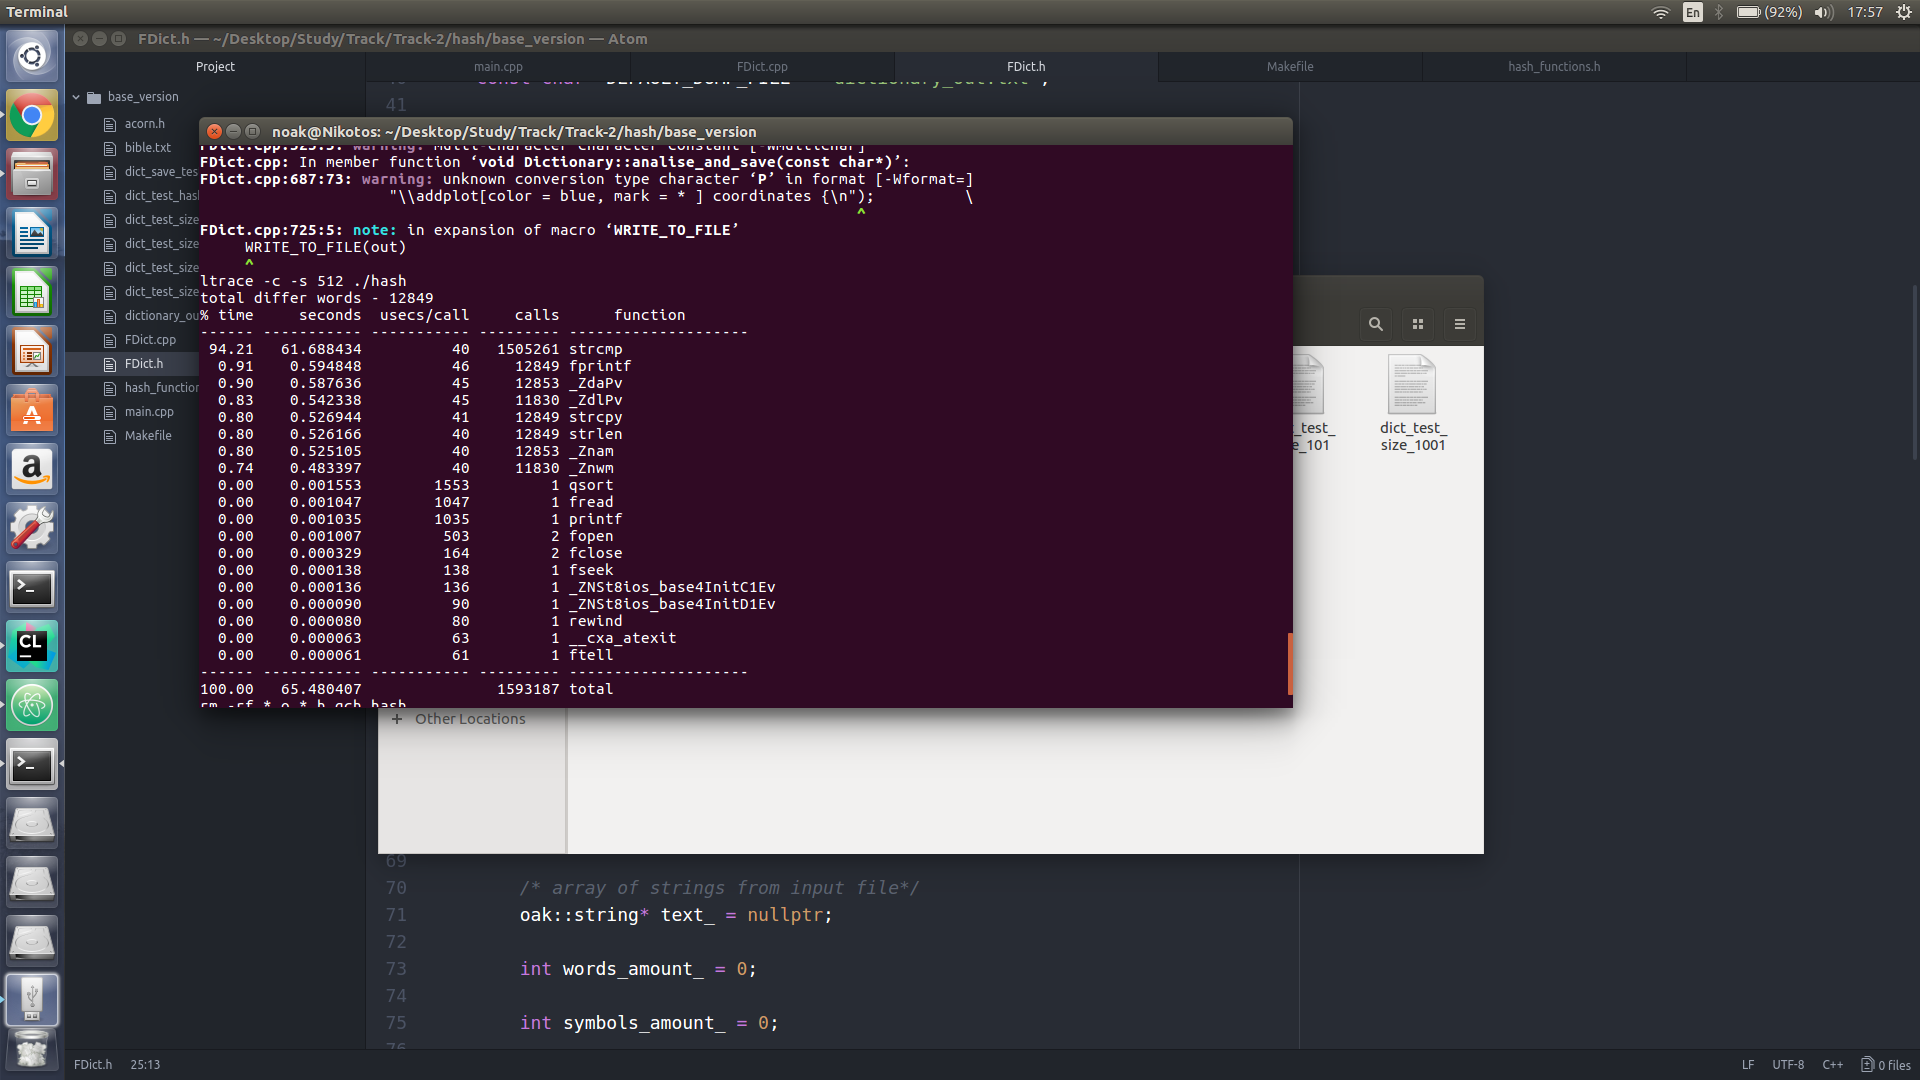 Terminal
En
(92%)
17:57
FDict.h — ~/Desktop/Study/Track/Track-2/hash/base_version — Atom
Project
main.cpp
FDict.cpp
FDict.h
Makefile
hash_functions.h
41
base_version
acorn.h
bible.txt
dict_save_tes
dict_test_hash
dict_test_size
dict_test_size
dict_test_size
dict_test_size
dictionary_ou
FDict.cpp
FDict.h
hash_function
main.cpp
Makefile
noak@Nikotos: ~/Desktop/Study/Track/Track-2/hash/base_version
FDict.cpp: In member function ‘void Dictionary::analise_and_save(const char*)’:
FDict.cpp:687:73: warning: unknown conversion type character ‘P’ in format [-Wformat=]
"\\addplot[color = blue, mark = * ] coordinates {\n"); \
^
FDict.cpp:725:5: note: in expansion of macro ‘WRITE_TO_FILE’
WRITE_TO_FILE(out)
^
ltrace -c -s 512 ./hash
total differ words - 12849
% time seconds usecs/call calls function
------ ----------- ----------- --------- --------------------
94.21 61.688434 40 1505261 strcmp
0.91 0.594848 46 12849 fprintf
0.90 0.587636 45 12853 _ZdaPv
0.83 0.542338 45 11830 _ZdlPv
0.80 0.526944 41 12849 strcpy
0.80 0.526166 40 12849 strlen
0.80 0.525105 40 12853 _Znam
0.74 0.483397 40 11830 _Znwm
0.00 0.001553 1553 1 qsort
0.00 0.001047 1047 1 fread
0.00 0.001035 1035 1 printf
0.00 0.001007 503 2 fopen
0.00 0.000329 164 2 fclose
0.00 0.000138 138 1 fseek
0.00 0.000136 136 1 _ZNSt8ios_base4InitC1Ev
0.00 0.000090 90 1 _ZNSt8ios_base4InitD1Ev
0.00 0.000080 80 1 rewind
0.00 0.000063 63 1 __cxa_atexit
0.00 0.000061 61 1 ftell
------ ----------- ----------- --------- --------------------
100.00 65.480407 1593187 total
rm -rf *.o *.h.gch hash
_test_
e_101
dict_test_
size_1001
+ Other Locations
69
70 /* array of strings from input file*/
71 oak::string* text_ = nullptr;
72
73 int words_amount_ = 0;
74
75 int symbols_amount_ = 0;
76
FDict.h 25:13
LF UTF-8 C++ 0 files